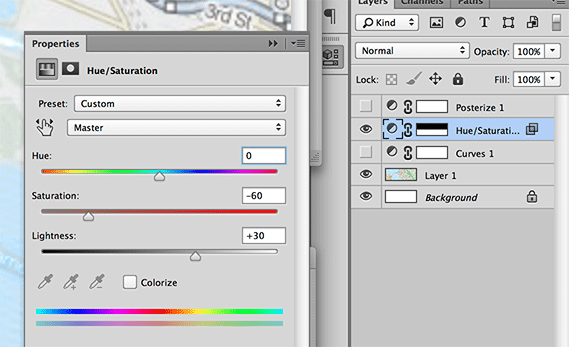 3rd St
Properties
Hue/Saturation
Preset: Custom
Master
Hue: 0
Saturation: -60
Lightness: +30
Colorize
Layers Channels Paths
Kind
Normal Opacity: 100%
Lock: Fill: 100%
Posterize 1
Hue/Saturati...
Curves 1
Layer 1
Background